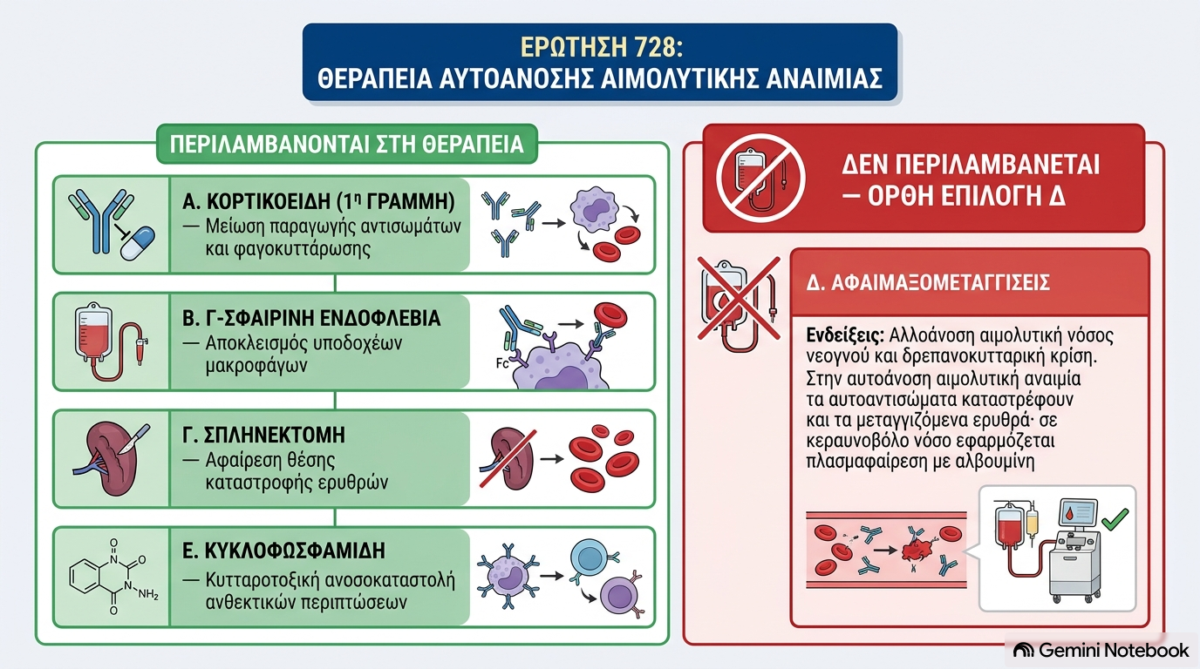 ΕΡΩΤΗΣΗ 728:
ΘΕΡΑΠΕΙΑ ΑΥΤΟΑΝΟΣΗΣ ΑΙΜΟΛΥΤΙΚΗΣ ΑΝΑΙΜΙΑΣ
ΠΕΡΙΛΑΜΒΑΝΟΝΤΑΙ ΣΤΗ ΘΕΡΑΠΕΙΑ
Α. ΚΟΡΤΙΚΟΕΙΔΗ (1η ΓΡΑΜΜΗ)
— Μείωση παραγωγής αντισωμάτων
και φαγοκυττάρωσης
Β. Γ-ΣΦΑΙΡΙΝΗ ΕΝΔΟΦΛΕΒΙΑ
— Αποκλεισμός υποδοχέων
μακροφάγων
Fc
Γ. ΣΠΛΗΝΕΚΤΟΜΗ
— Αφαίρεση θέσης
καταστροφής ερυθρών
Ε. ΚΥΚΛΟΦΩΣΦΑΜΙΔΗ
— Κυτταροτοξική ανοσοκαταστολή
ανθεκτικών περιπτώσεων
O
N
O
N
NH₂
O
ΔΕΝ ΠΕΡΙΛΑΜΒΑΝΕΤΑΙ
— ΟΡΘΗ ΕΠΙΛΟΓΗ Δ
Δ. ΑΦΑΙΜΑΞΟΜΕΤΑΓΓΙΣΕΙΣ
Ενδείξεις: Αλλοάνοση αιμολυτική νόσος
νεογνού και δρεπανοκυτταρική κρίση.
Στην αυτοάνοση αιμολυτική αναιμία
τα αυτοαντισώματα καταστρέφουν
και τα μεταγγιζόμενα ερυθρά· σε
κεραυνοβόλο νόσο εφαρμόζεται
πλασμαφαίρεση με αλβουμίνη
Gemini Notebook